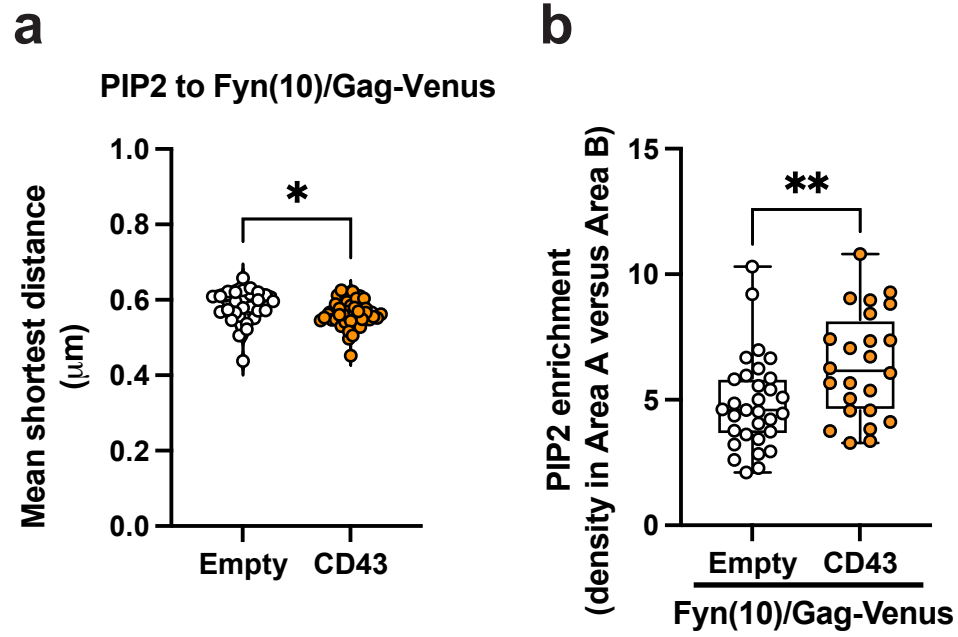 a
PIP2 to Fyn(10)/Gag-Venus
Mean shortest distance
(μm)
1.0
0.8
0.6
0.4
0.2
0.0
*
Empty CD43
b
PIP2 enrichment
(density in Area A versus Area B)
15
10
5
0
**
Empty CD43
Fyn(10)/Gag-Venus